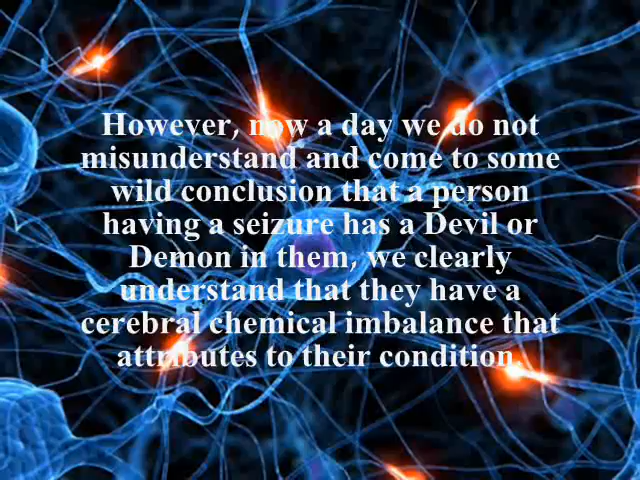 However, now a day we do not
misunderstand and come to some
wild conclusion that a person
having a seizure has a Devil or
Demon in them, we clearly
understand that they have a
cerebral chemical imbalance that
attributes to their condition.